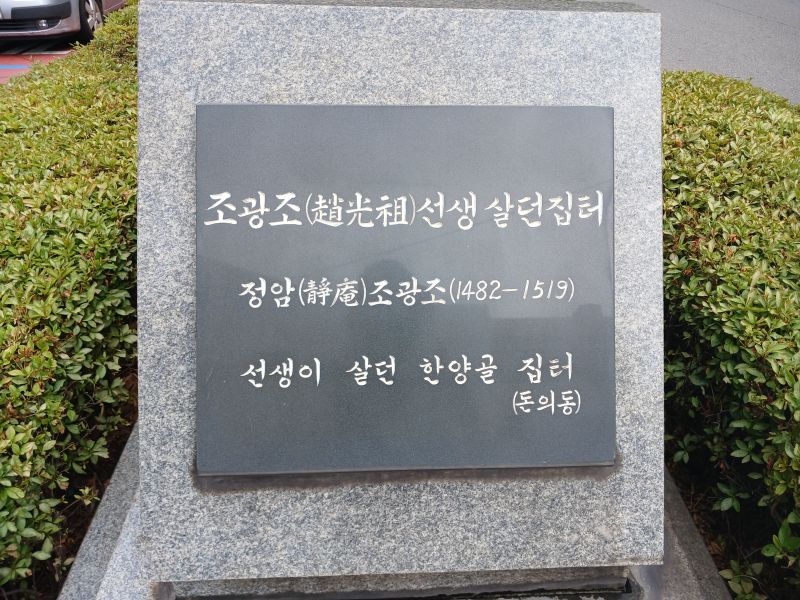 조광조(趙光祖)선생 살던집터
정암(靜庵)조광조(1482-1519)
선생이 살던 한양골 집터
(돈의동)